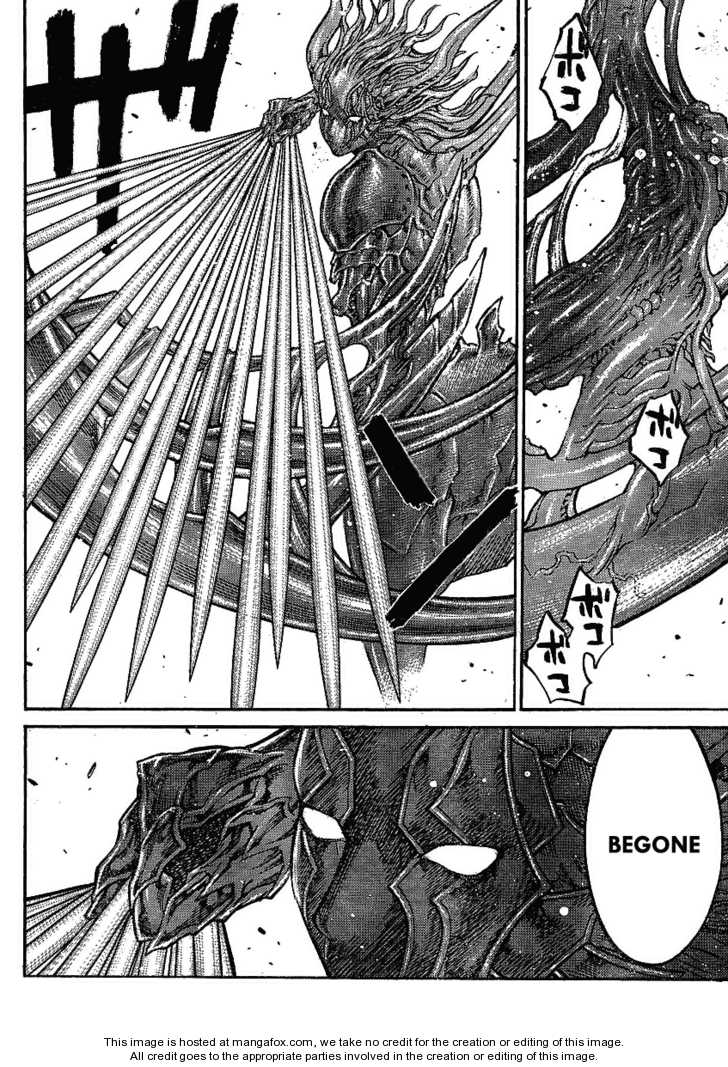 ボコ
ボコ
ボコ
ボコ
ザン
BEGONE
This image is hosted at mangafox.com, we take no credit for the creation or editing of this image.
All credit goes to the appropriate parties involved in the creation or editing of this image.